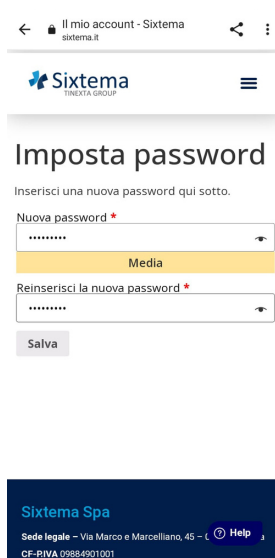 Il mio account - Sixtema
sixtema.it
Sixtema
TINEXTA GROUP
Imposta password
Inserisci una nuova password qui sotto.
Nuova password *
•••••••••
Media
Reinserisci la nuova password *
•••••••••
Salva
Sixtema Spa
Sede legale – Via Marco e Marcelliano, 45 –
Help
CF-P.IVA 09884901001